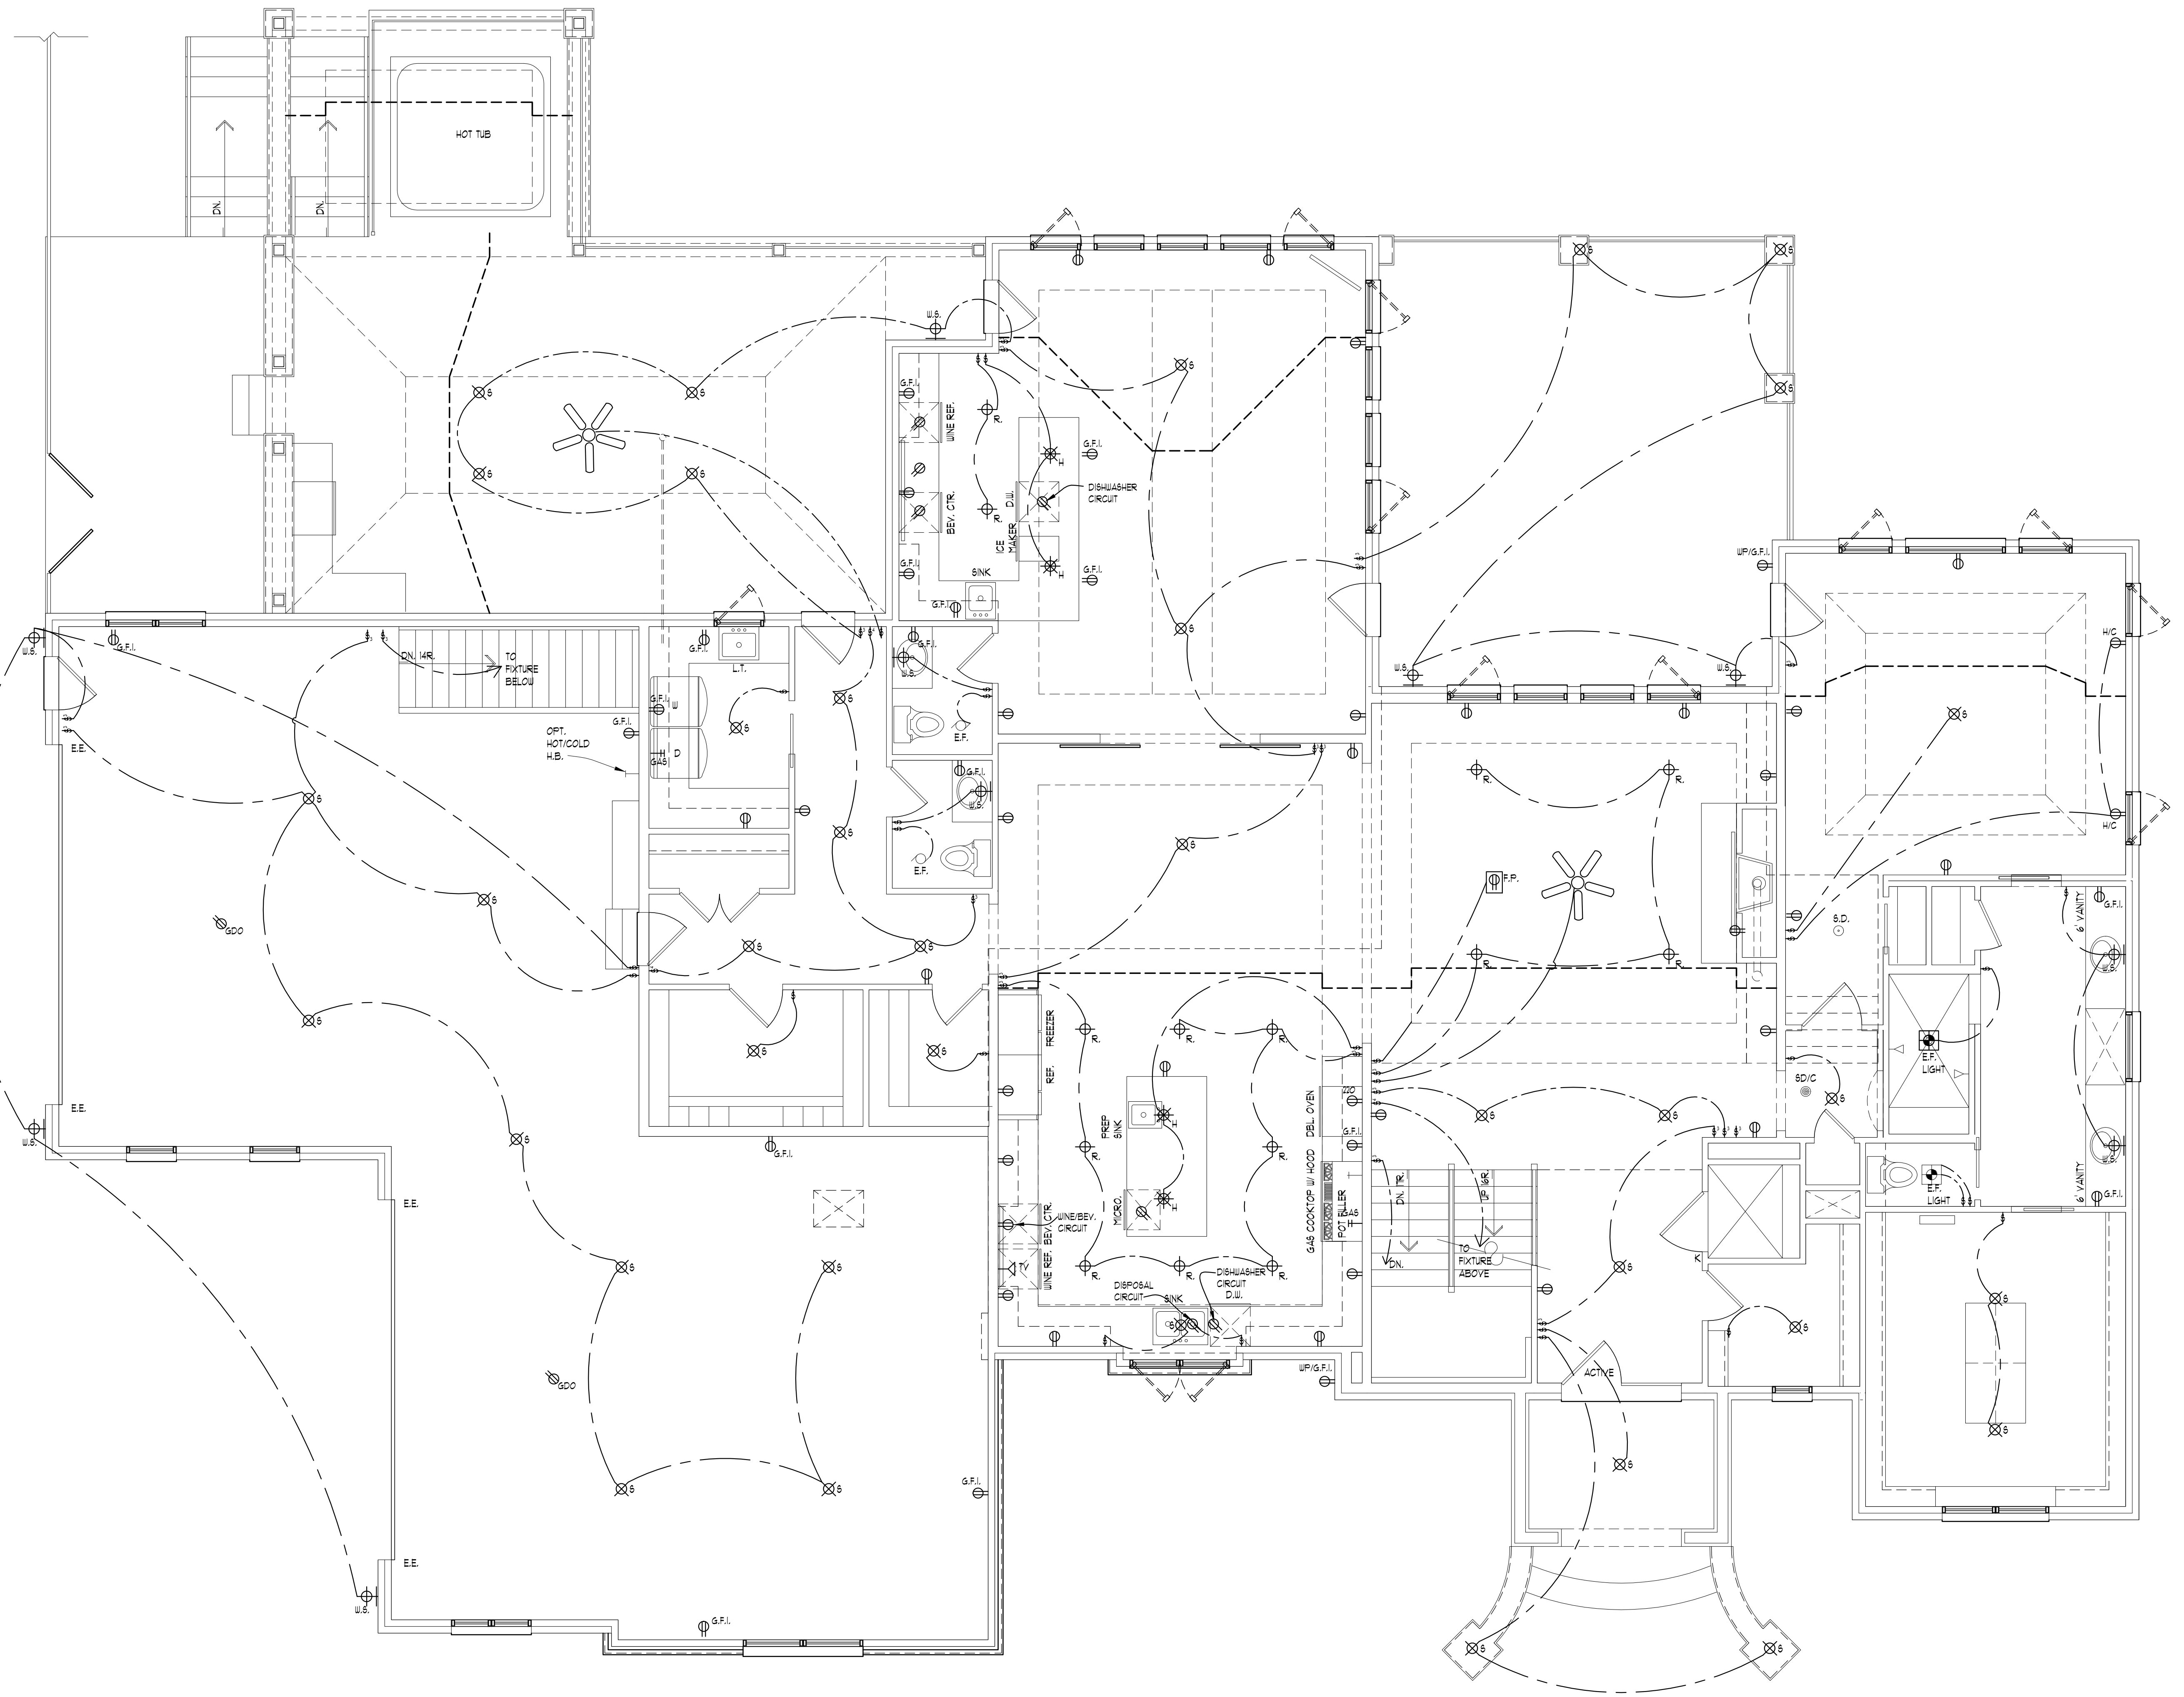 HOT TUB
DN.
DN.
W.S.
G.F.I.
WINE REF.
R.
G.F.I.
H
BEV. CTR.
D.W.
DISHWASHER
CIRCUIT
R.
ICE
MAKER
G.F.I.
SINK
H
G.F.I.
G.F.I.
S
S
S
S
S
S
S
S
S
WP/G.F.I.
W.S.
G.F.I.
DN. 14R.
TO
FIXTURE
BELOW
G.F.I.
L.T.
G.F.I.
W.S.
W.S.
W.S.
H/C
H/C
G.F.I.
W
G.F.I.
D
GAS
S
S
E.F.
OPT.
HOT/COLD
H.B.
E.E.
G.F.I.
W.S.
E.F.
S
S
S
S
S
R.
R.
F.P.
GDO
S
S
R.
R.
S.D.
6' VANITY
G.F.I.
W.S.
S
S
S
FREEZER
REF.
R.
R.
R.
E.F.
LIGHT
SD/C
S
E.E.
W.S.
S
G.F.I.
PREP
SINK
S
H
R.
R.
MICRO.
220
DBL. OVEN
G.F.I.
GAS COOKTOP W/ HOOD
POT FILLER
GAS
DN. 17R.
UP 16R.
S
S
W.S.
6' VANITY
G.F.I.
E.F.
LIGHT
E.E.
WINE/BEV.
CIRCUIT
BEV. CTR.
WINE REF.
TV
R.
R.
R.
DISPOSAL
CIRCUIT
SINK
DISHWASHER
CIRCUIT
D.W.
DN.
TO
FIXTURE
ABOVE
K
S
S
S
S
S
S
GDO
WP/G.F.I.
ACTIVE
S
S
S
S
G.F.I.
S
E.E.
W.S.
G.F.I.
S
S